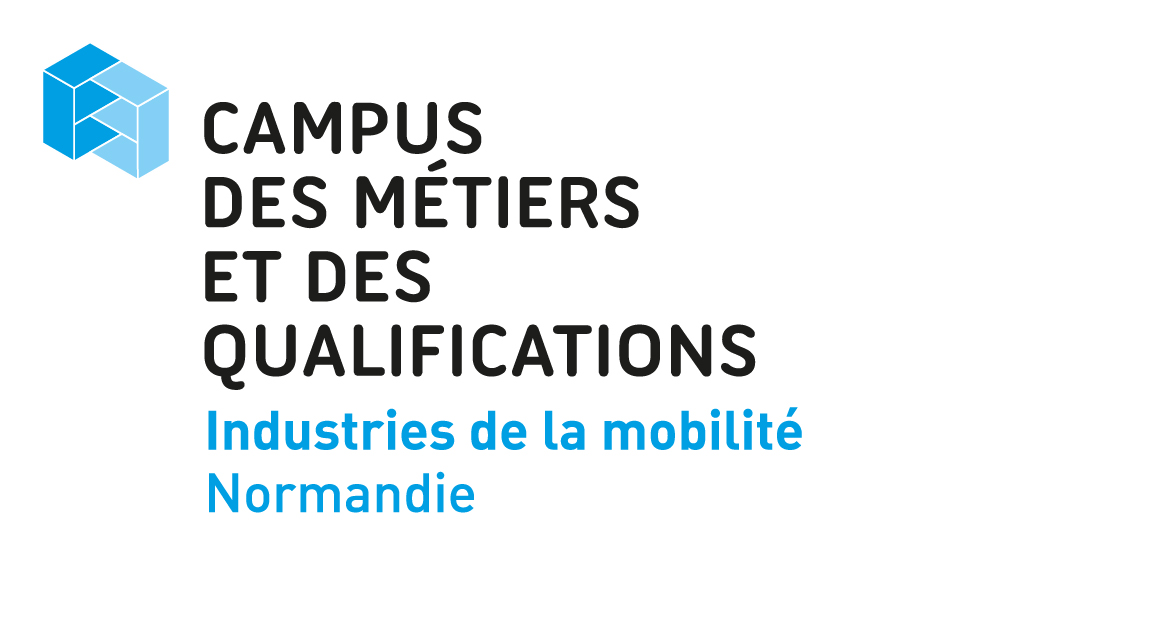 CAMPUS
DES MÉTIERS
ET DES
QUALIFICATIONS
Industries de la mobilité
Normandie